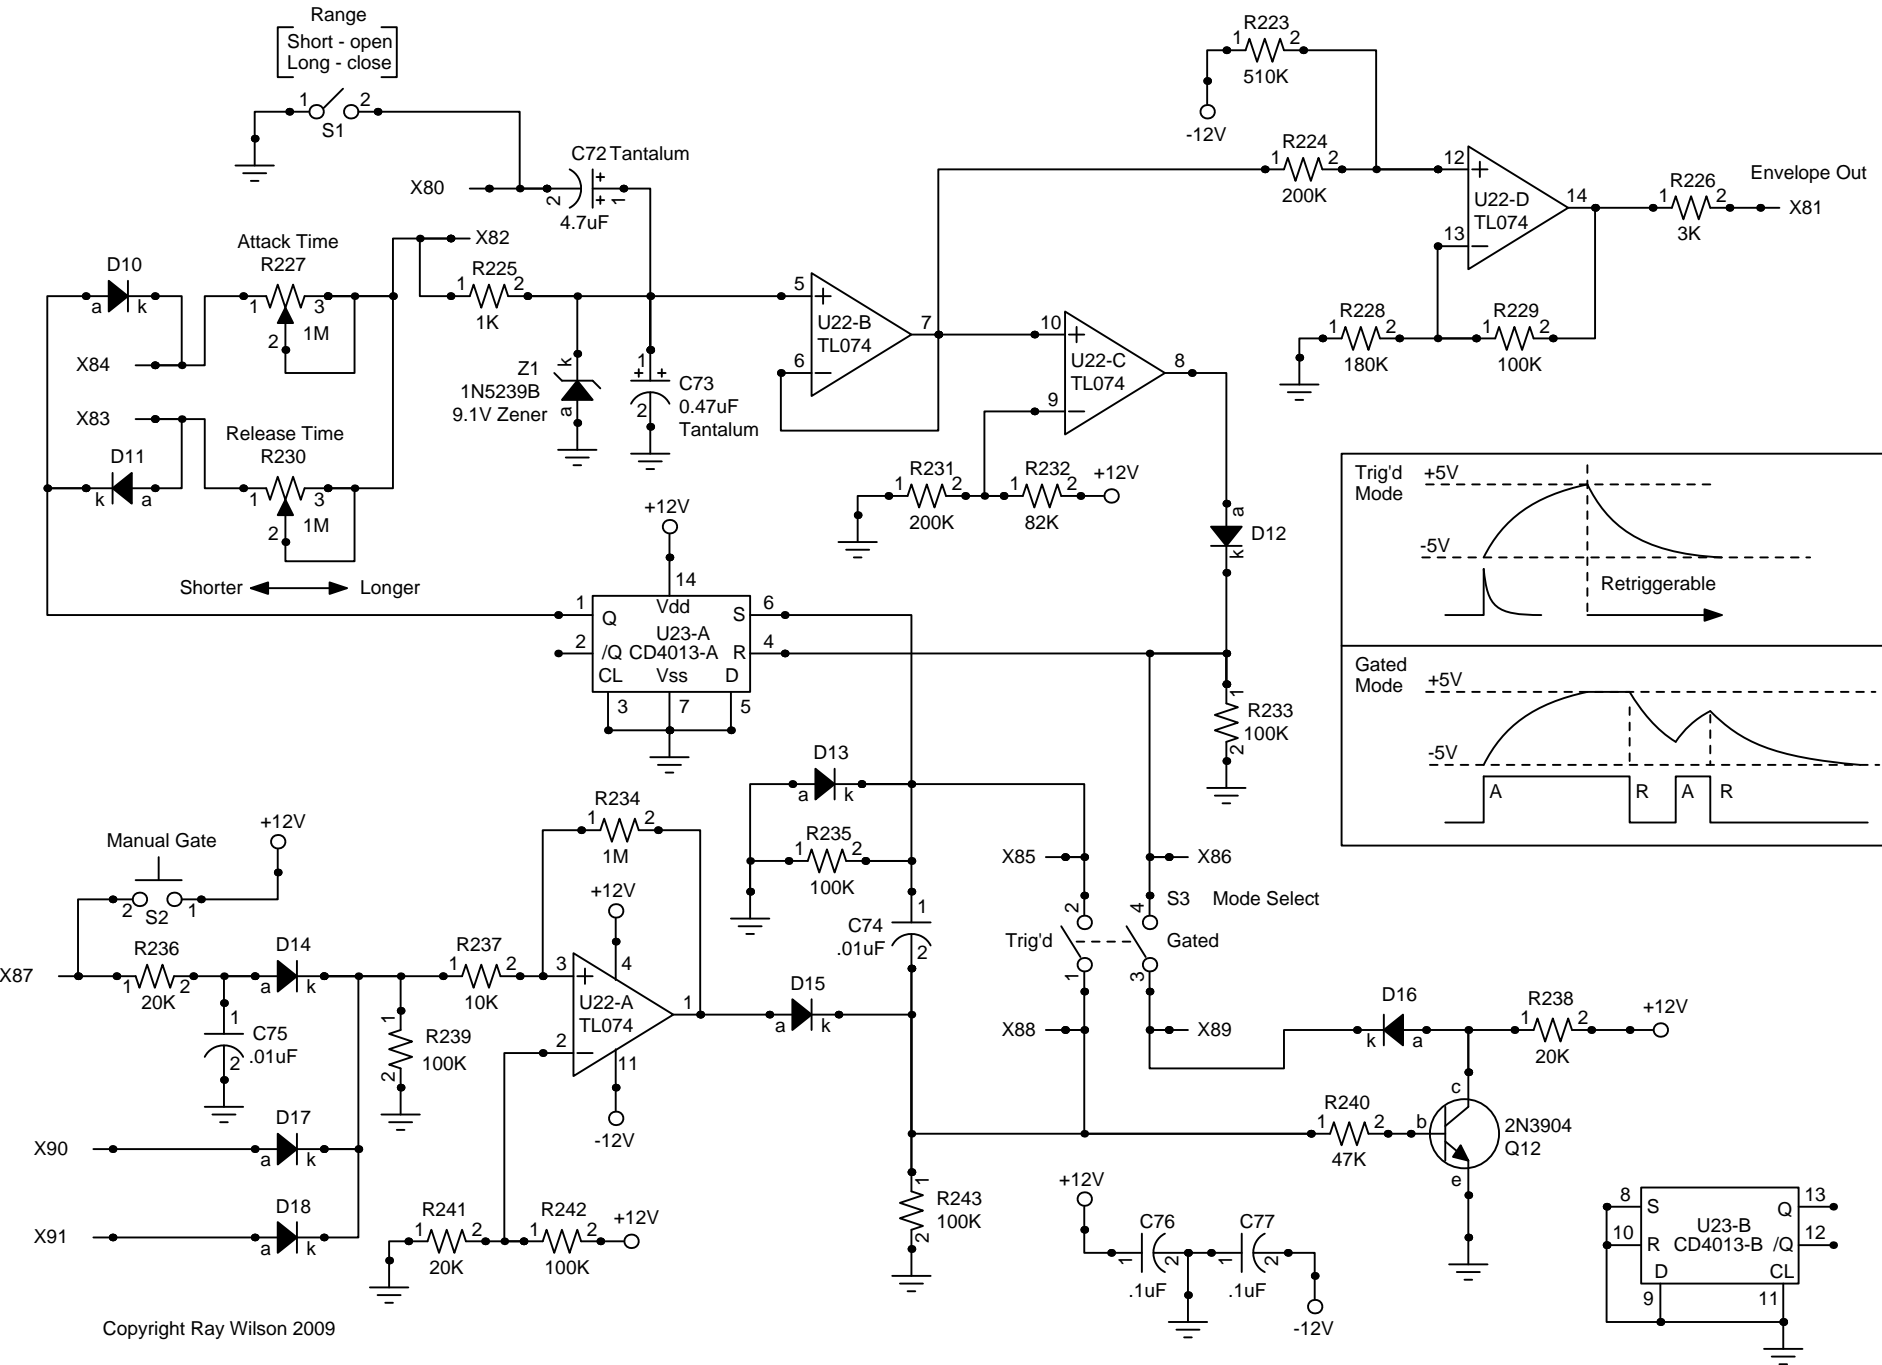 Range
Short - open
Long - close
1 2
S1
C72 Tantalum
X80
2 + + 1
4.7uF
X82
Attack Time
R227
1 3
2 1M
D10
a k
X84
X83
D11
k a
Release Time
R230
1 3
2 1M
Shorter Longer
R225
1 2
1K
Z1
1N5239B
9.1V Zener
k
a
1
+ +
2
C73
0.47uF
Tantalum
5 +
6 −
7
U22-B
TL074
10 +
9 −
8
U22-C
TL074
R231
1 2
200K
R232
1 2
82K
+12V
R223
1 2
510K
-12V
R224
1 2
200K
12 +
13 −
14
U22-D
TL074
R226
1 2
3K
Envelope Out
X81
R228
1 2
180K
R229
1 2
100K
a
D12
k
+12V
14
1 Q Vdd S 6
U23-A
2 /Q CD4013-A R 4
CL Vss D
3 7 5
1
R233
100K
2
Trig'd
Mode
+5V
-5V
Retriggerable
Gated
Mode
+5V
-5V
A R A R
D13
a k
R235
1 2
100K
C74
.01uF
1
2
Manual Gate
+12V
2 1
S2
X87
R236
1 2
20K
D14
a k
1
C75
.01uF
2
R237
1 2
10K
1
R239
100K
2
R234
1 2
1M
+12V
3 + 4
U22-A
TL074
1
2 −
11
-12V
D15
a k
X90
D17
a k
X91
D18
a k
R241
1 2
20K
R242
1 2
100K
+12V
1
R243
100K
2
X85
X86
2 4
S3 Mode Select
Trig'd Gated
1 3
X88
X89
D16
k a
R238
1 2
20K
+12V
R240
1 2
47K
c
b
e
2N3904
Q12
+12V
C76
1 2
.1uF
C77
1 2
.1uF
-12V
8 S Q 13
U23-B
10 R CD4013-B /Q 12
D CL
9 11
Copyright Ray Wilson 2009